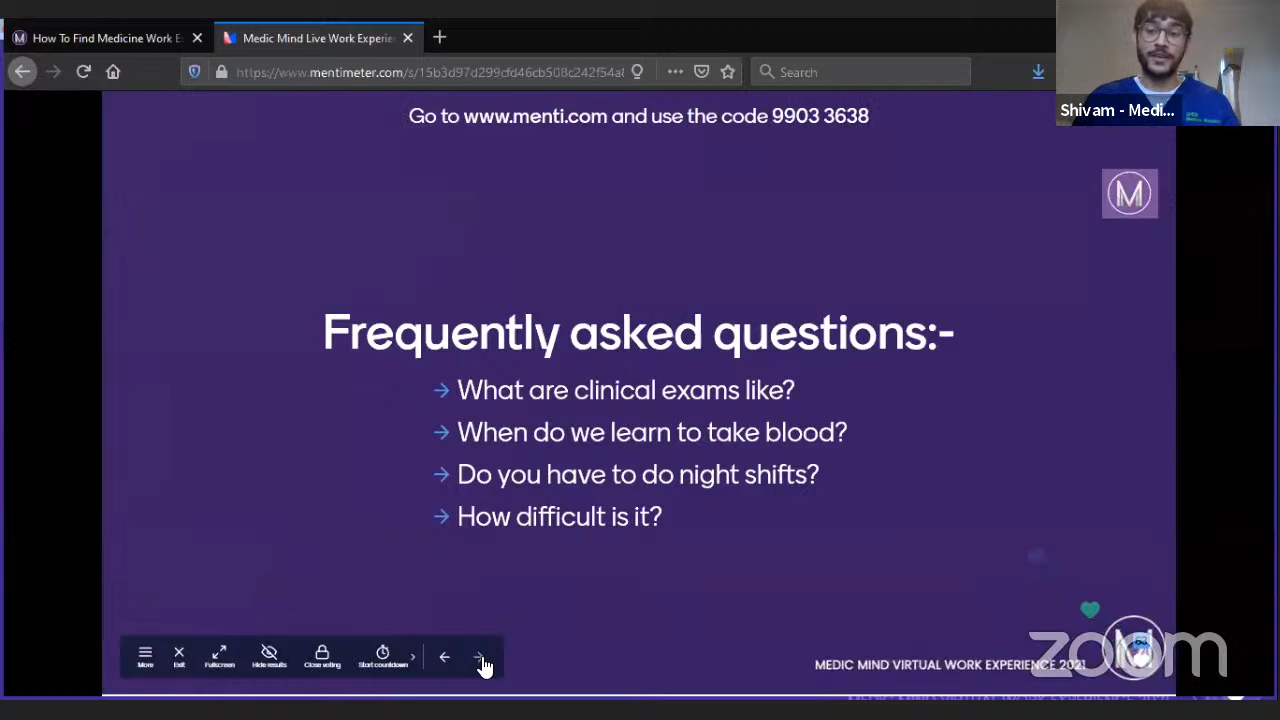 How To Find Medicine Work E
Medic Mind Live Work Experie
https://www.mentimeter.com/s/15b3d97d299cfd46cb508c242f54a
Search
Shivam - Medi...
Go to www.menti.com and use the code 9903 3638
M
Frequently asked questions:-
→ What are clinical exams like?
→ When do we learn to take blood?
→ Do you have to do night shifts?
→ How difficult is it?
More
Exit
Fullscreen
Hide results
Close voting
Start countdown
MEDIC MIND VIRTUAL WORK EXPERIENCE 2021
zoom